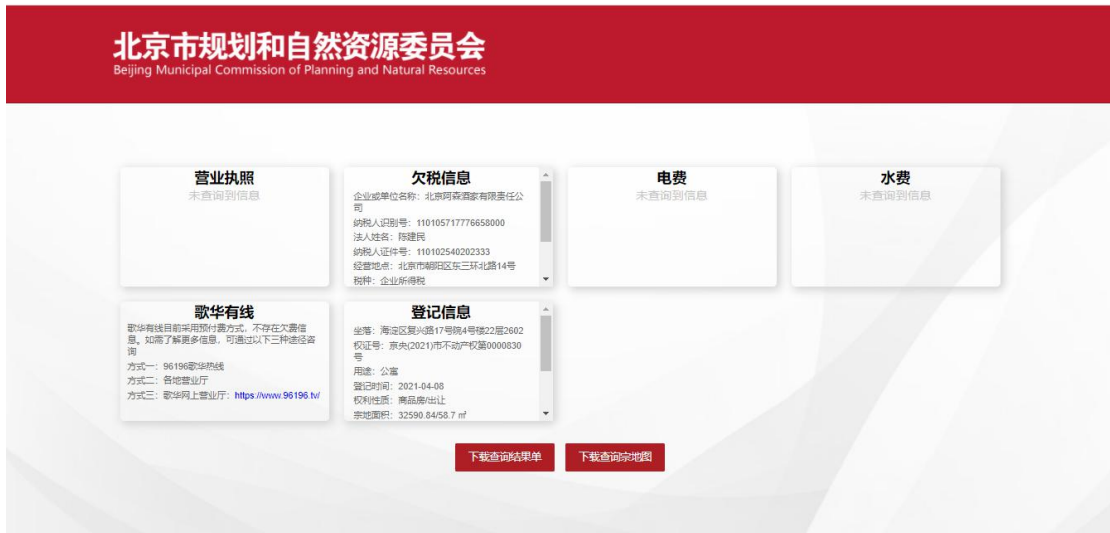 北京市规划和自然资源委员会
Beijing Municipal Commission of Planning and Natural Resources
营业执照
未查询到信息
欠税信息
企业或单位名称：北京阿森酒家有限责任公
司
纳税人识别号：110105717776658000
法人姓名：陈建民
纳税人证件号：110102540202333
经营地点：北京市朝阳区东三环北路14号
税种：企业所得税
电费
未查询到信息
水费
未查询到信息
歌华有线
歌华有线目前采用预付费方式，不存在欠费信
息。如需了解更多信息，可通过以下三种途径咨
询
方式一：96196歌华热线
方式二：各地营业厅
方式三：歌华网上营业厅：https://www.96196.tv/
登记信息
坐落：海淀区复兴路17号院4号楼22层2602
权证号：京央(2021)市不动产权第0000830
号
用途：公寓
登记时间：2021-04-08
权利性质：商品房/出让
宗地面积：32590.84/58.7 ㎡
下载查询结果单
下载查询宗地图